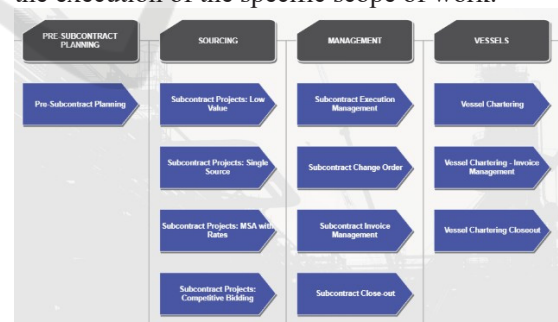 the execution of the specific scope of work.
PRE-SUBCONTRACT
PLANNING
SOURCING
MANAGEMENT
VESSELS
Pre-Subcontract Planning
Subcontract Projects: Low
Value
Subcontract Execution
Management
Vessel Chartering
Subcontract Projects: Single
Source
Subcontract Change Order
Vessel Chartering - Invoice
Management
Subcontract Projects: MSA with
Rates
Subcontract Invoice
Management
Vessel Chartering Closeout
Subcontract Projects:
Competitive Bidding
Subcontract Close-out